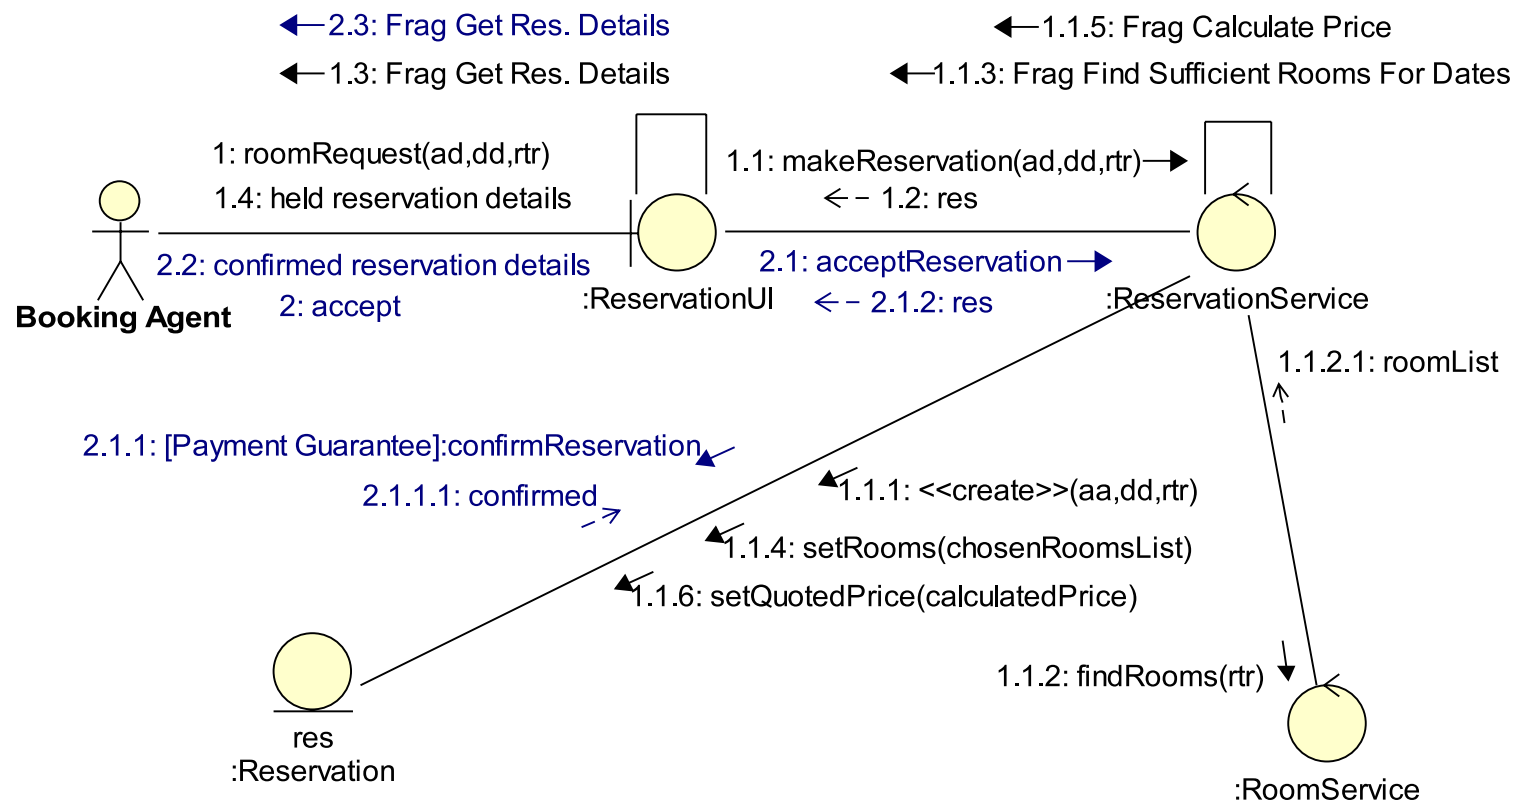 2.3: Frag Get Res. Details
1.1.5: Frag Calculate Price
1.3: Frag Get Res. Details
1.1.3: Frag Find Sufficient Rooms For Dates
1: roomRequest(ad,dd,rtr)
1.1: makeReservation(ad,dd,rtr)
1.4: held reservation details
1.2: res
2.2: confirmed reservation details
2.1: acceptReservation
2: accept
:ReservationUI
2.1.2: res
:ReservationService
Booking Agent
1.1.2.1: roomList
2.1.1: [Payment Guarantee]:confirmReservation
1.1.1: <<create>>(aa,dd,rtr)
2.1.1.1: confirmed
1.1.4: setRooms(chosenRoomsList)
1.1.6: setQuotedPrice(calculatedPrice)
1.1.2: findRooms(rtr)
res
:Reservation
:RoomService